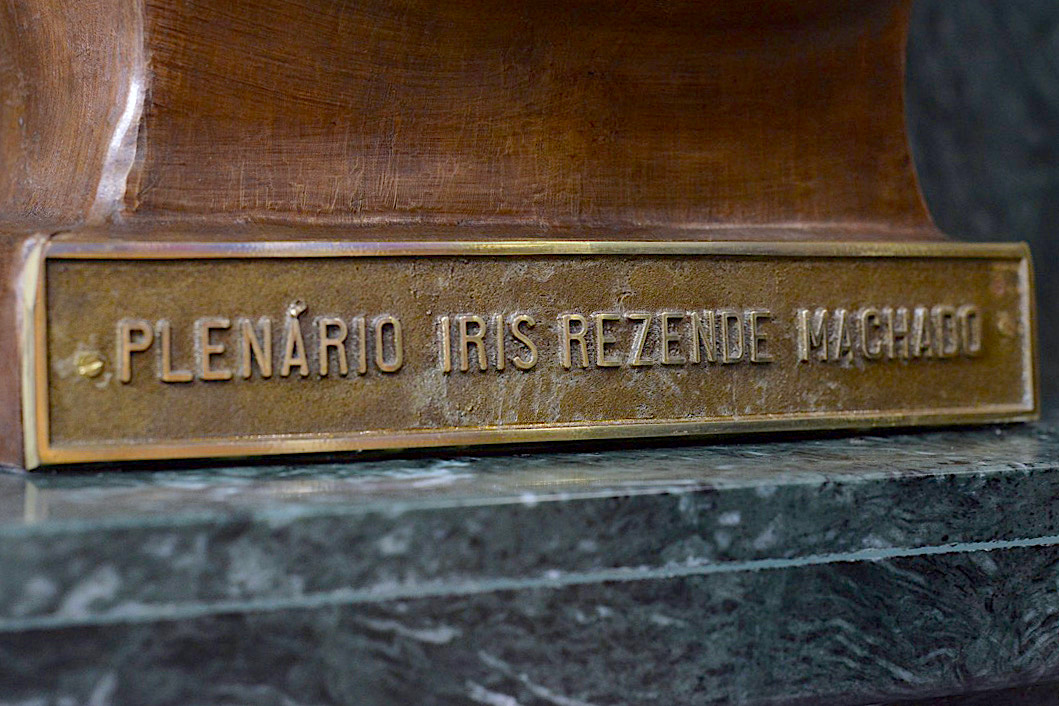 PLENÁRIO IRIS REZENDE MACHADO